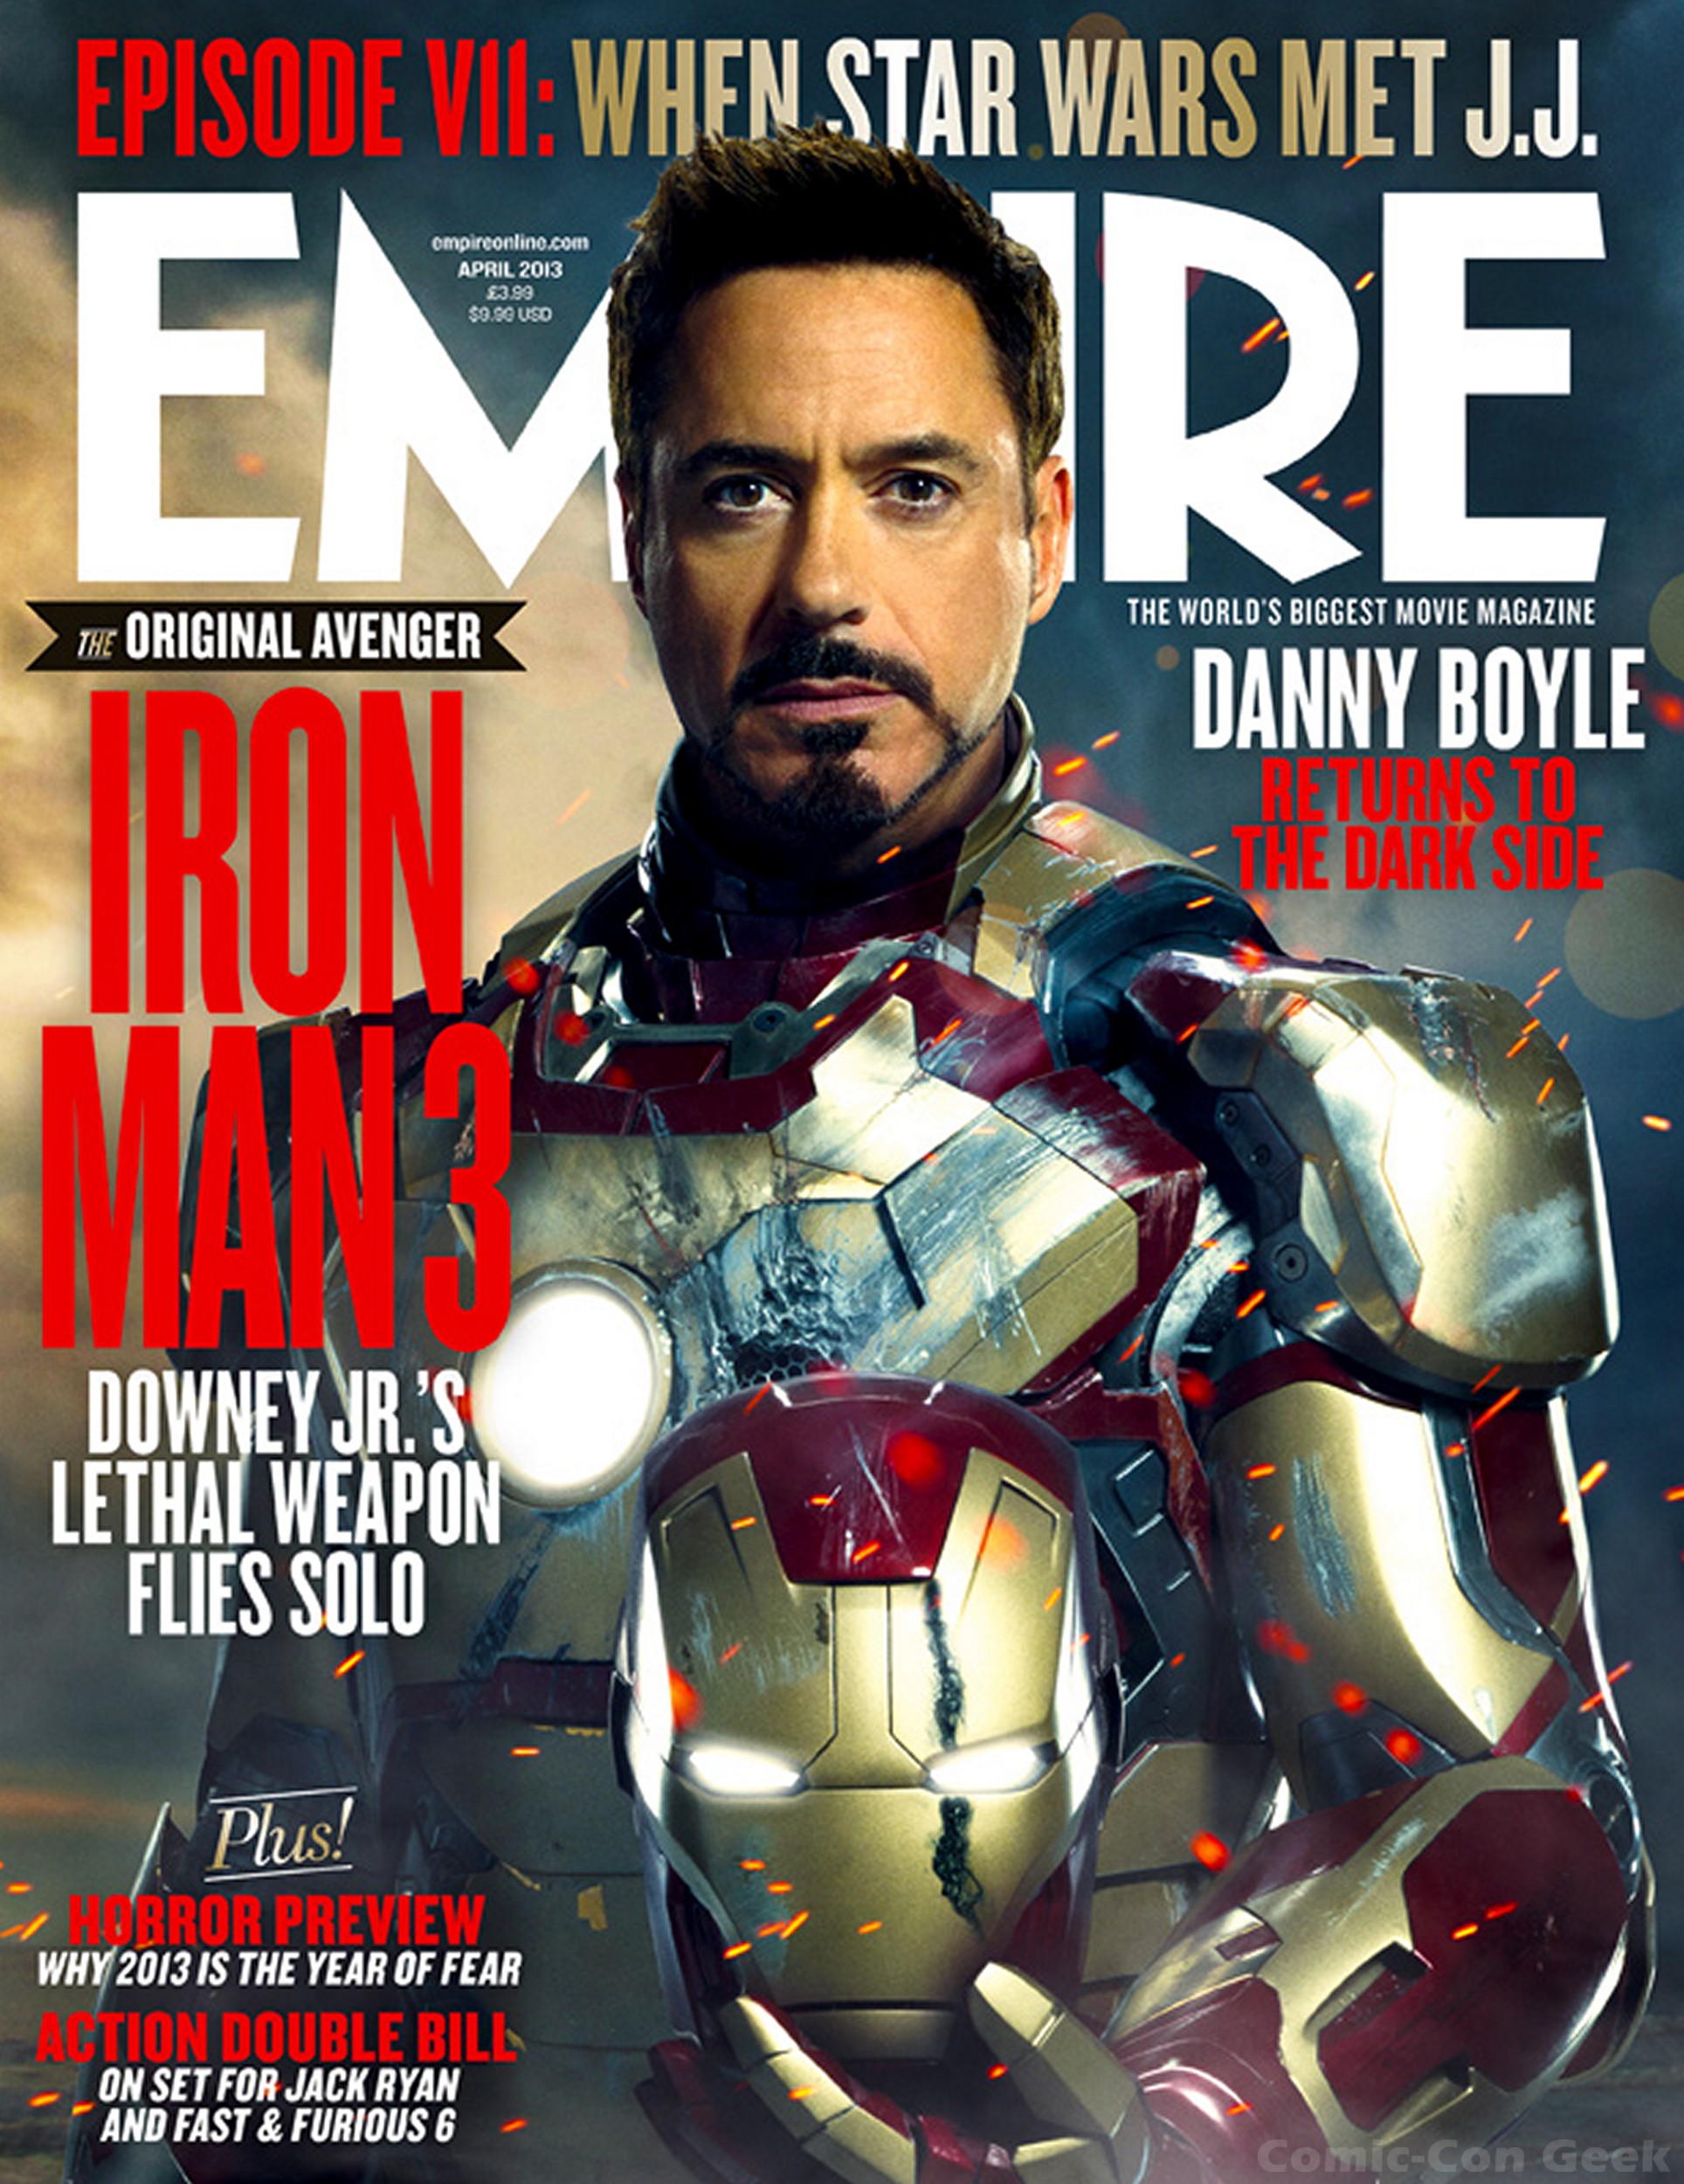 EPISODE V11: WHEN STAR WARS MET J.J.
EMPIRE
empireonline.com
APRIL 2013
£3.99
$9.99 USD
THE WORLD'S BIGGEST MOVIE MAGAZINE
THE ORIGINAL AVENGER
IRON
MAN 3
DOWNEY JR.'S
LETHAL WEAPON
FLIES SOLO
DANNY BOYLE
RETURNS TO
THE DARK SIDE
Plus!
HORROR PREVIEW
WHY 2013 IS THE YEAR OF FEAR
ACTION DOUBLE BILL
ON SET FOR JACK RYAN
AND FAST & FURIOUS 6
Comic-Con Geek